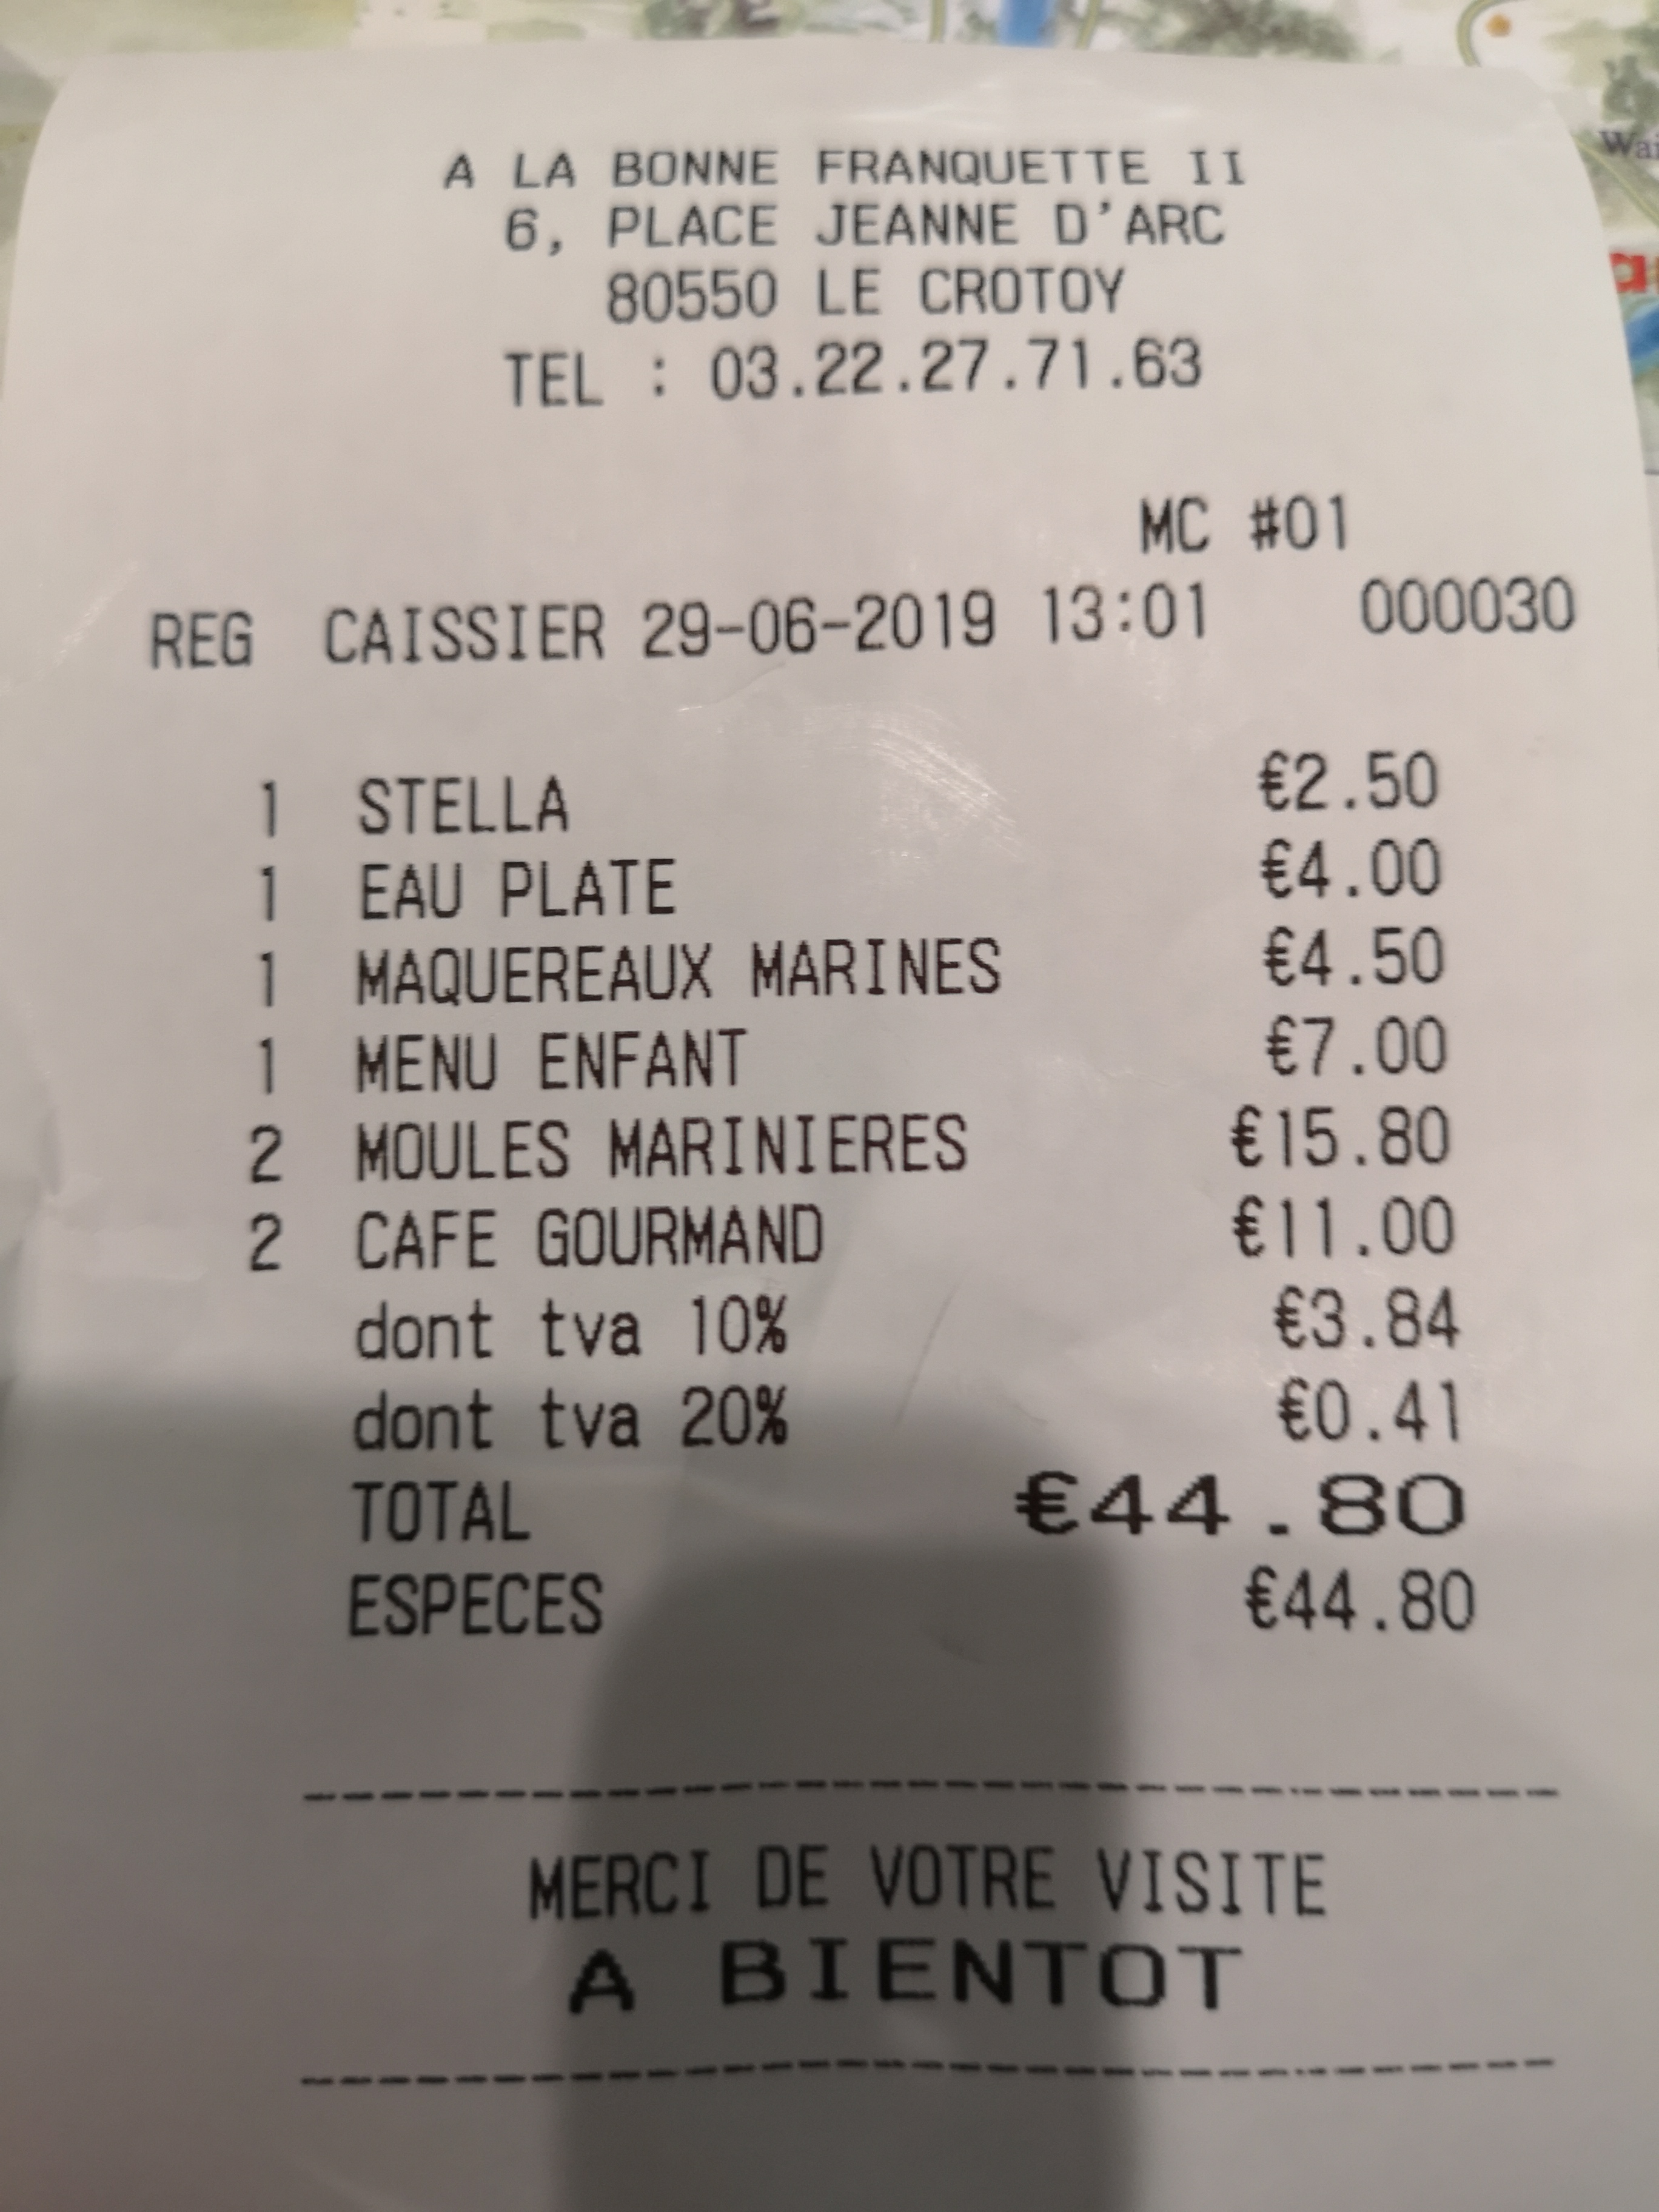 A LA BONNE FRANQUETTE II
6, PLACE JEANNE D'ARC
80550 LE CROTOY
TEL : 03.22.27.71.63
MC #01
REG CAISSIER 29-06-2019 13:01 000030
1 STELLA €2.50
1 EAU PLATE €4.00
1 MAQUEREAUX MARINES €4.50
1 MENU ENFANT €7.00
2 MOULES MARINIERES €15.80
2 CAFE GOURMAND €11.00
dont tva 10% €3.84
dont tva 20% €0.41
TOTAL €44.80
ESPECES €44.80
MERCI DE VOTRE VISITE
A BIENTOT